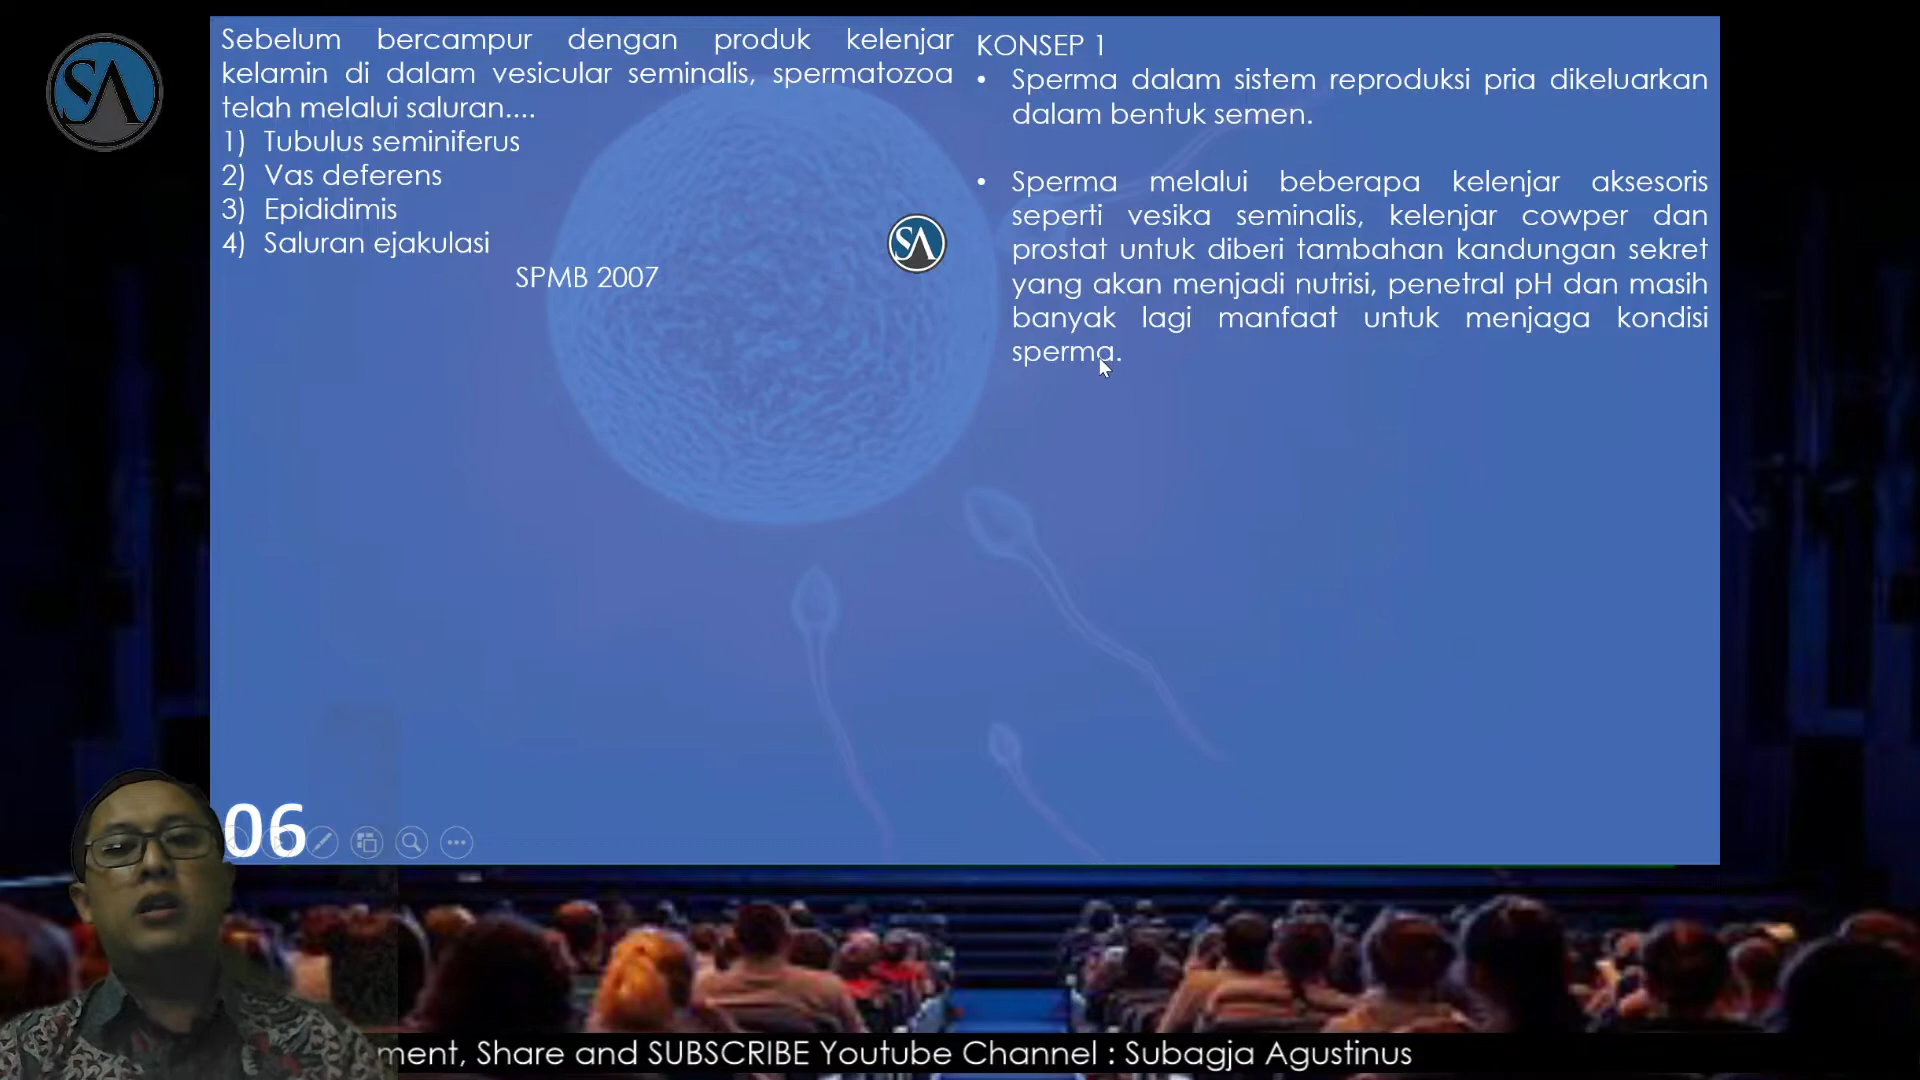 SA
Sebelum bercampur dengan produk kelenjar
kelamin di dalam vesicular seminalis, spermatozoa
telah melalui saluran....
1) Tubulus seminiferus
2) Vas deferens
3) Epididimis
4) Saluran ejakulasi
SPMB 2007
SA
KONSEP 1
• Sperma dalam sistem reproduksi pria dikeluarkan
dalam bentuk semen.
• Sperma melalui beberapa kelenjar aksesoris
seperti vesika seminalis, kelenjar cowper dan
prostat untuk diberi tambahan kandungan sekret
yang akan menjadi nutrisi, penetral pH dan masih
banyak lagi manfaat untuk menjaga kondisi
sperma.
06
ment, Share and SUBSCRIBE Youtube Channel : Subagja Agustinus